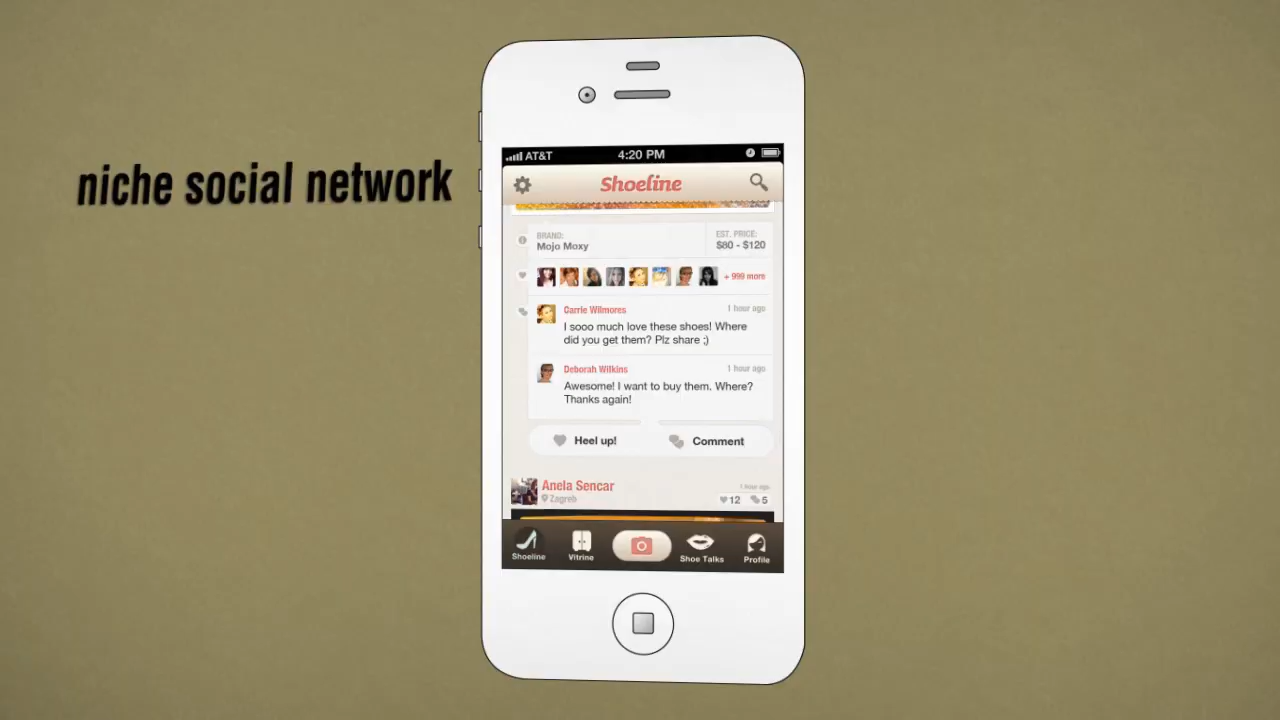 niche social network
AT&T 4:20 PM
Shoeline
BRAND: EST. PRICE:
Mojo Moxy $80 - $120
+ 999 more
Carrie Wilmores 1 hour ago
I sooo much love these shoes! Where
did you get them? Plz share ;)
Deborah Wilkins 1 hour ago
Awesome! I want to buy them. Where?
Thanks again!
Heel up! Comment
Anela Sencar 1 hour ago
Zagreb 12 5
Shoeline Vitrine Shoe Talks Profile